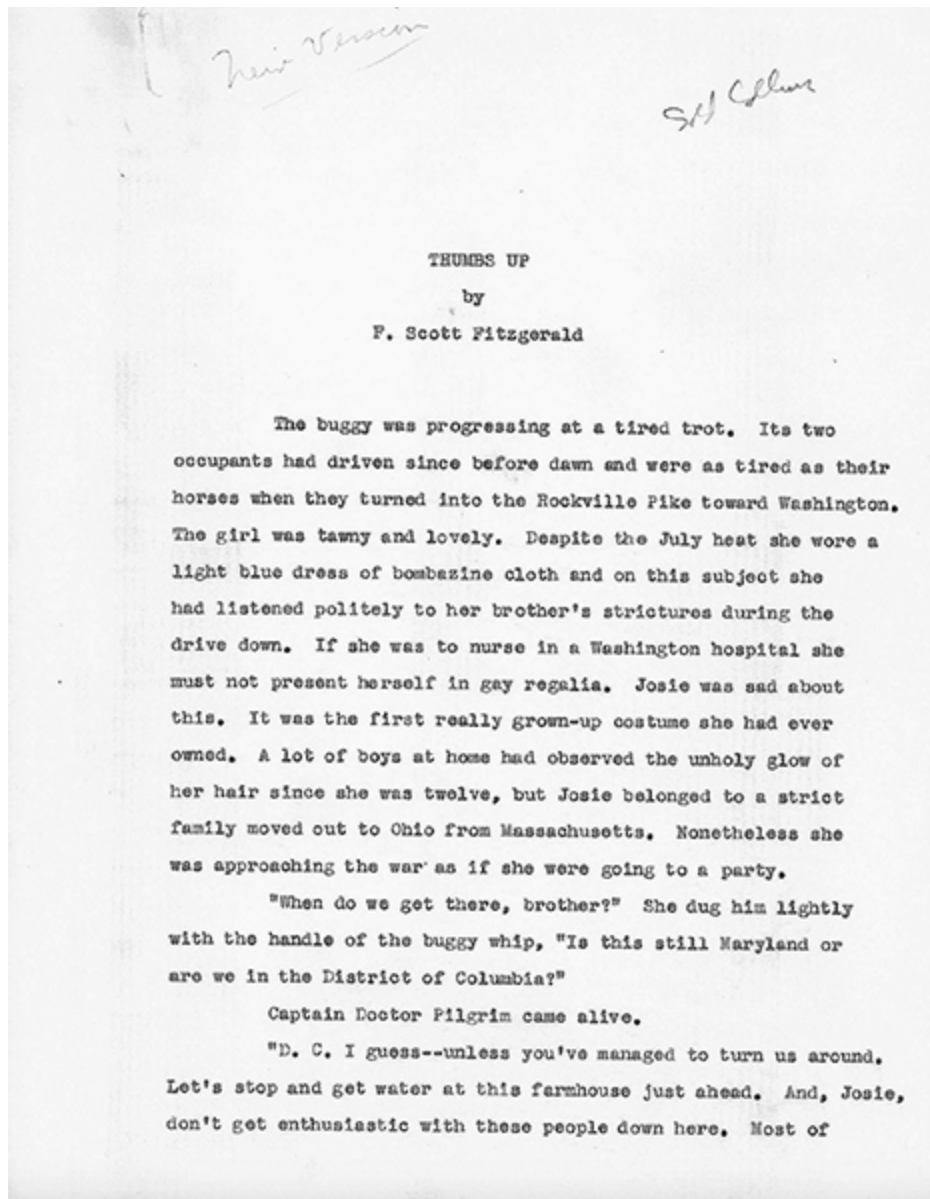 New Version
THUMBS UP
by
F. Scott Fitzgerald
The buggy was progressing at a tired trot. Its two
occupants had driven since before dawn and were as tired as their
horses when they turned into the Rockville Pike toward Washington.
The girl was tawny and lovely. Despite the July heat she wore a
light blue dress of bombazine cloth and on this subject she
had listened politely to her brother's strictures during the
drive down. If she was to nurse in a Washington hospital she
must not present herself in gay regalia. Josie was sad about
this. It was the first really grown-up costume she had ever
owned. A lot of boys at home had observed the unholy glow of
her hair since she was twelve, but Josie belonged to a strict
family moved out to Ohio from Massachusetts. Nonetheless she
was approaching the war as if she were going to a party.
"When do we get there, brother?" She dug him lightly
with the handle of the buggy whip, "Is this still Maryland or
are we in the District of Columbia?"
Captain Doctor Pilgrim came alive.
"D. C. I guess--unless you've managed to turn us around.
Let's stop and get water at this farmhouse just ahead. And, Josie,
don't get enthusiastic with these people down here. Most of